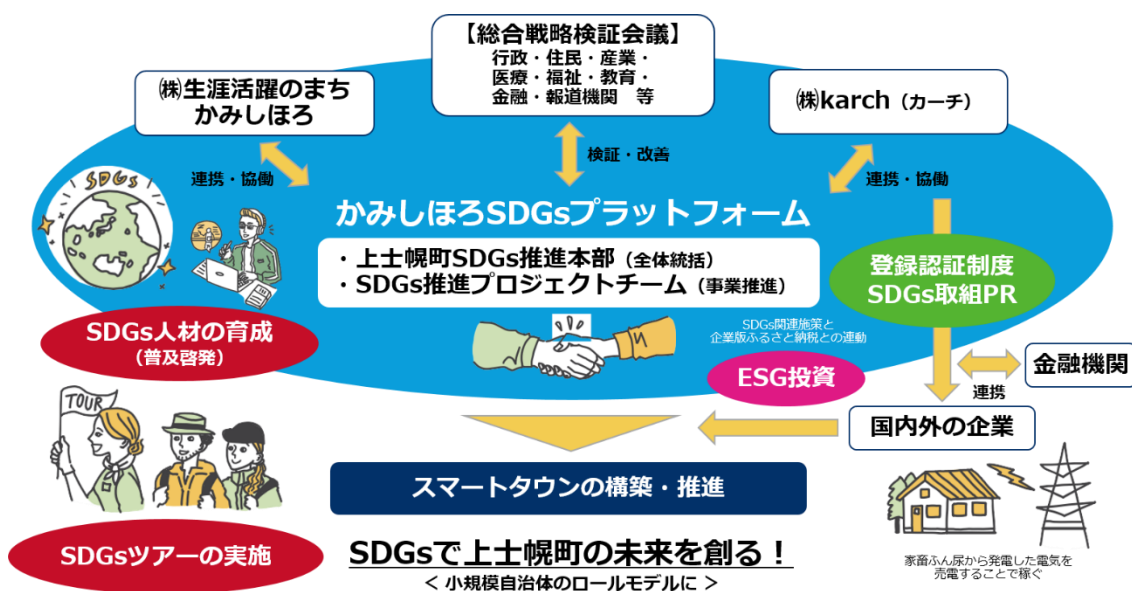 【総合戦略検証会議】
行政・住民・産業・
医療・福祉・教育・
金融・報道機関 等
㈱生涯活躍のまち
かみしほろ
㈱karch（カーチ）
連携・協働
検証・改善
連携・協働
SDGs
かみしほろSDGsプラットフォーム
・上士幌町SDGs推進本部（全体統括）
・SDGs推進プロジェクトチーム（事業推進）
登録認証制度
SDGs取組PR
SDGs人材の育成
（普及啓発）
SDGs関連施策と
企業版ふるさと納税との連動
ESG投資
金融機関
連携
国内外の企業
TOUR
スマートタウンの構築・推進
SDGsツアーの実施
SDGsで上士幌町の未来を創る！
＜ 小規模自治体のロールモデルに ＞
家畜ふん尿から発電した電気を
売電することで稼ぐ